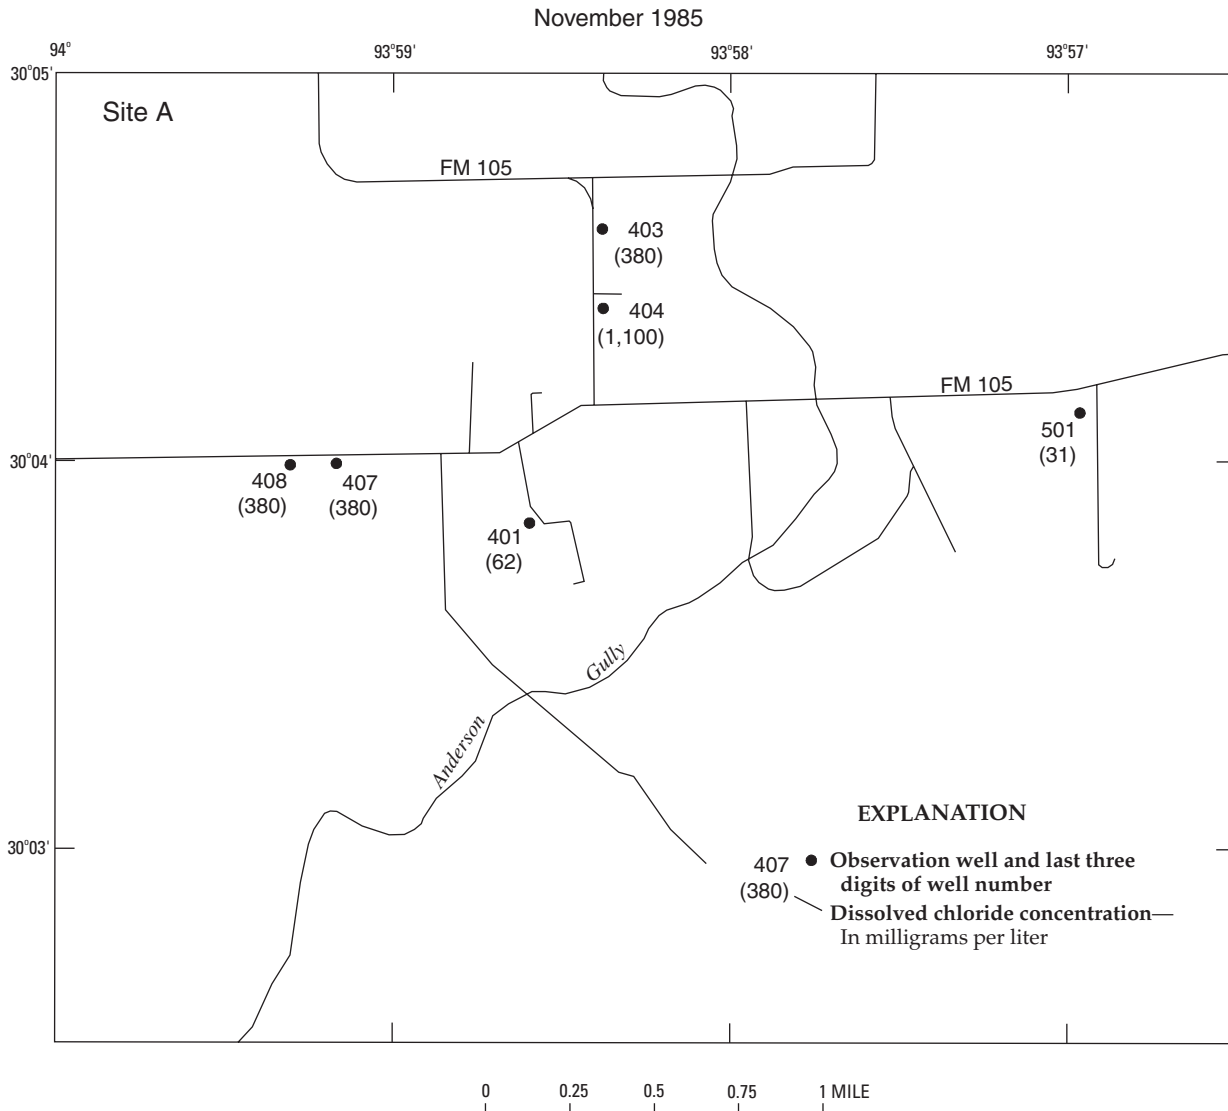 November 1985
94°
93°59'
93°58'
93°57'
30°05'
Site A
FM 105
403
(380)
404
(1,100)
FM 105
501
(31)
30°04'
408
(380)
407
(380)
401
(62)
Gully
Anderson
30°03'
EXPLANATION
407 Observation well and last three
digits of well number
(380)
Dissolved chloride concentration—
In milligrams per liter
0 0.25 0.5 0.75 1 MILE